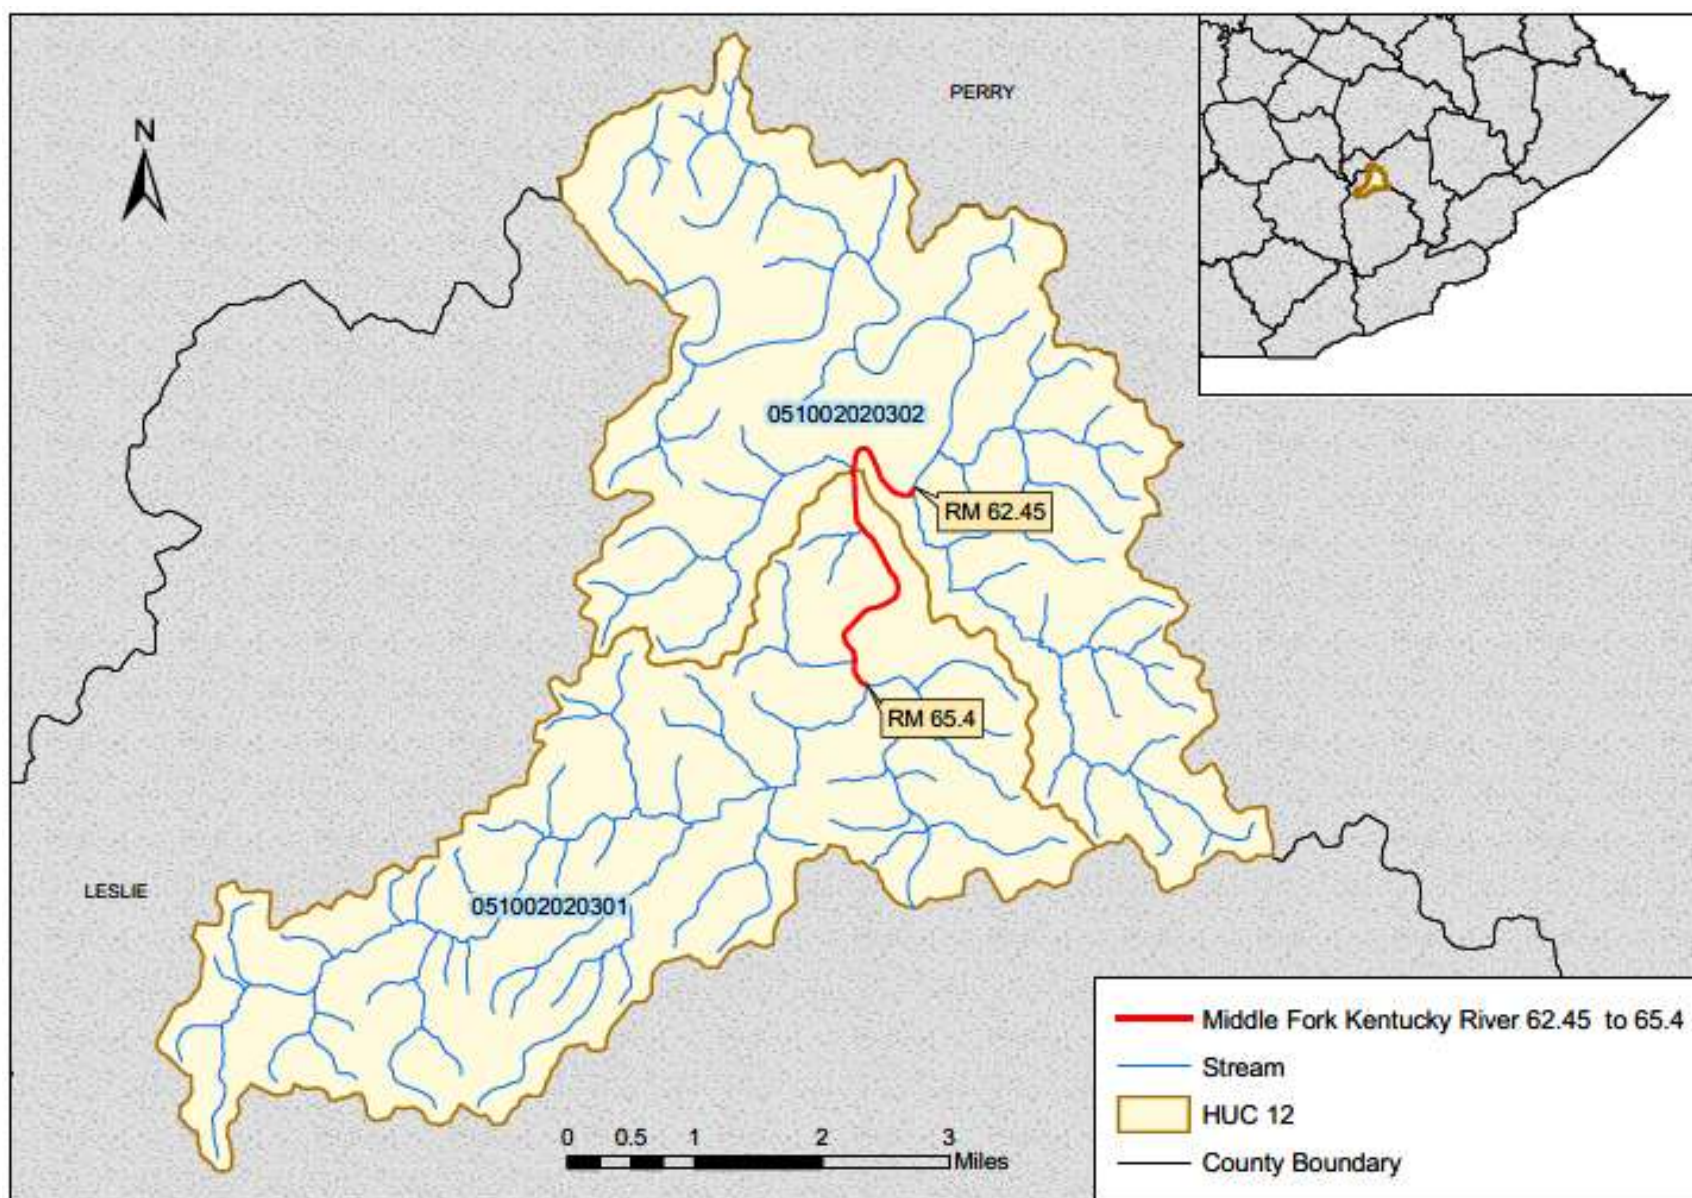 PERRY
N
051002020302
RM 62.45
RM 65.4
LESLIE
051002020301
0 0.5 1 2 3
Miles
Middle Fork Kentucky River 62.45 to 65.4
Stream
HUC 12
County Boundary